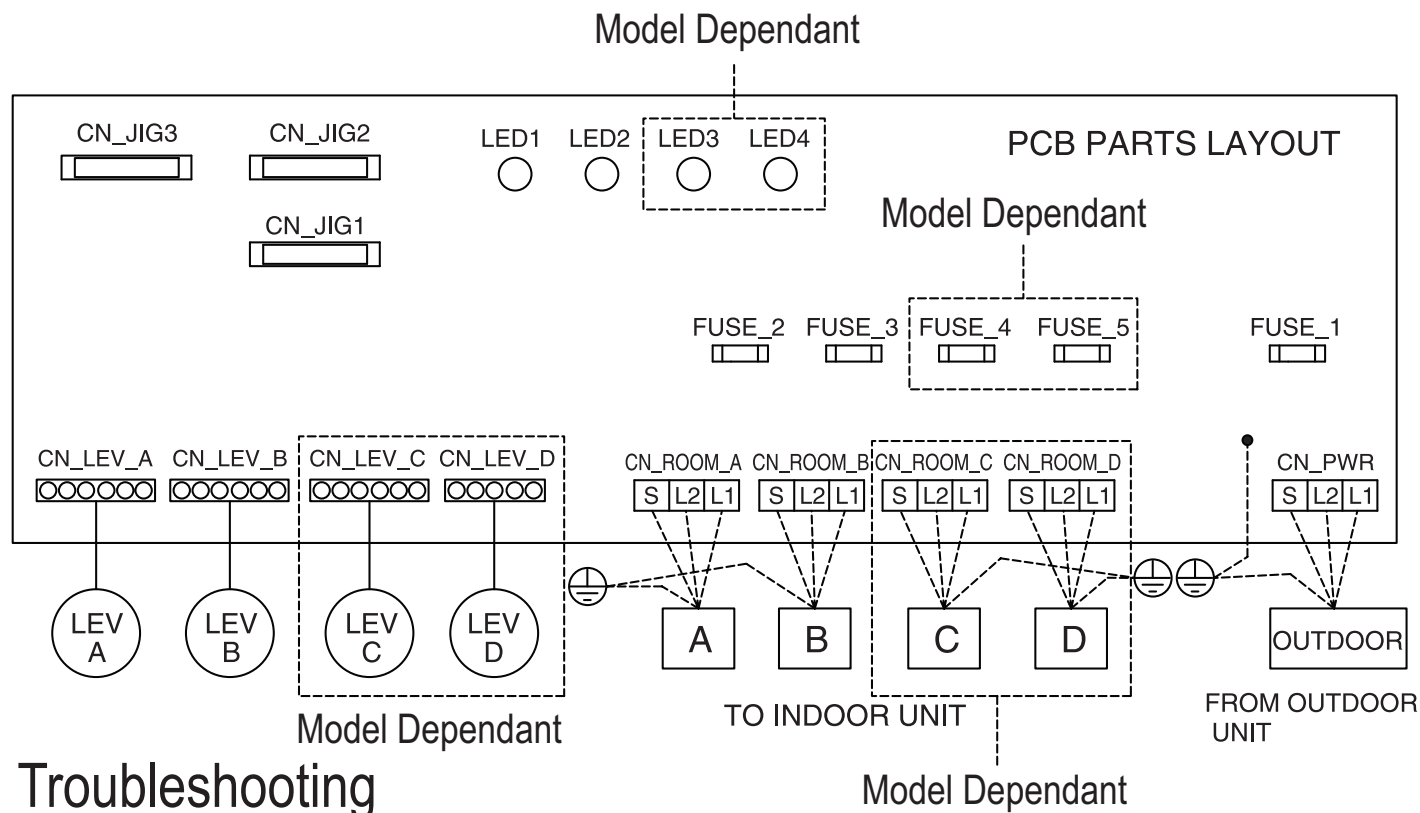 Model Dependant
CN_JIG3 CN_JIG2 LED1 LED2 LED3 LED4 PCB PARTS LAYOUT
CN_JIG1
Model Dependant
FUSE_2 FUSE_3 FUSE_4 FUSE_5 FUSE_1
CN_LEV_A CN_LEV_B CN_LEV_C CN_LEV_D CN_ROOM_A CN_ROOM_B CN_ROOM_C CN_ROOM_D CN_PWR
S L2 L1 S L2 L1 S L2 L1 S L2 L1 S L2 L1
LEV A
LEV B
LEV C
LEV D
A B C D OUTDOOR
TO INDOOR UNIT
FROM OUTDOOR
UNIT
Model Dependant
Model Dependant
Troubleshooting